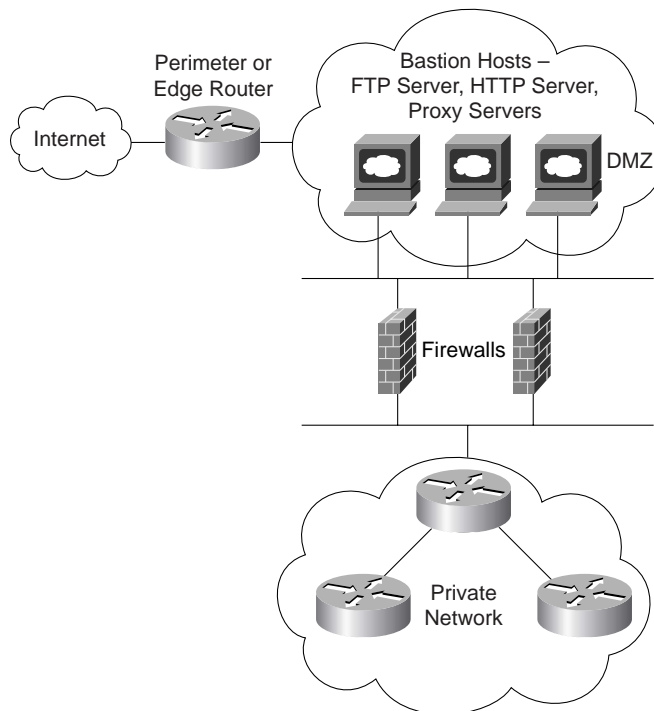 Perimeter or
Edge Router
Bastion Hosts –
FTP Server, HTTP Server,
Proxy Servers
Internet
DMZ
Firewalls
Private
Network